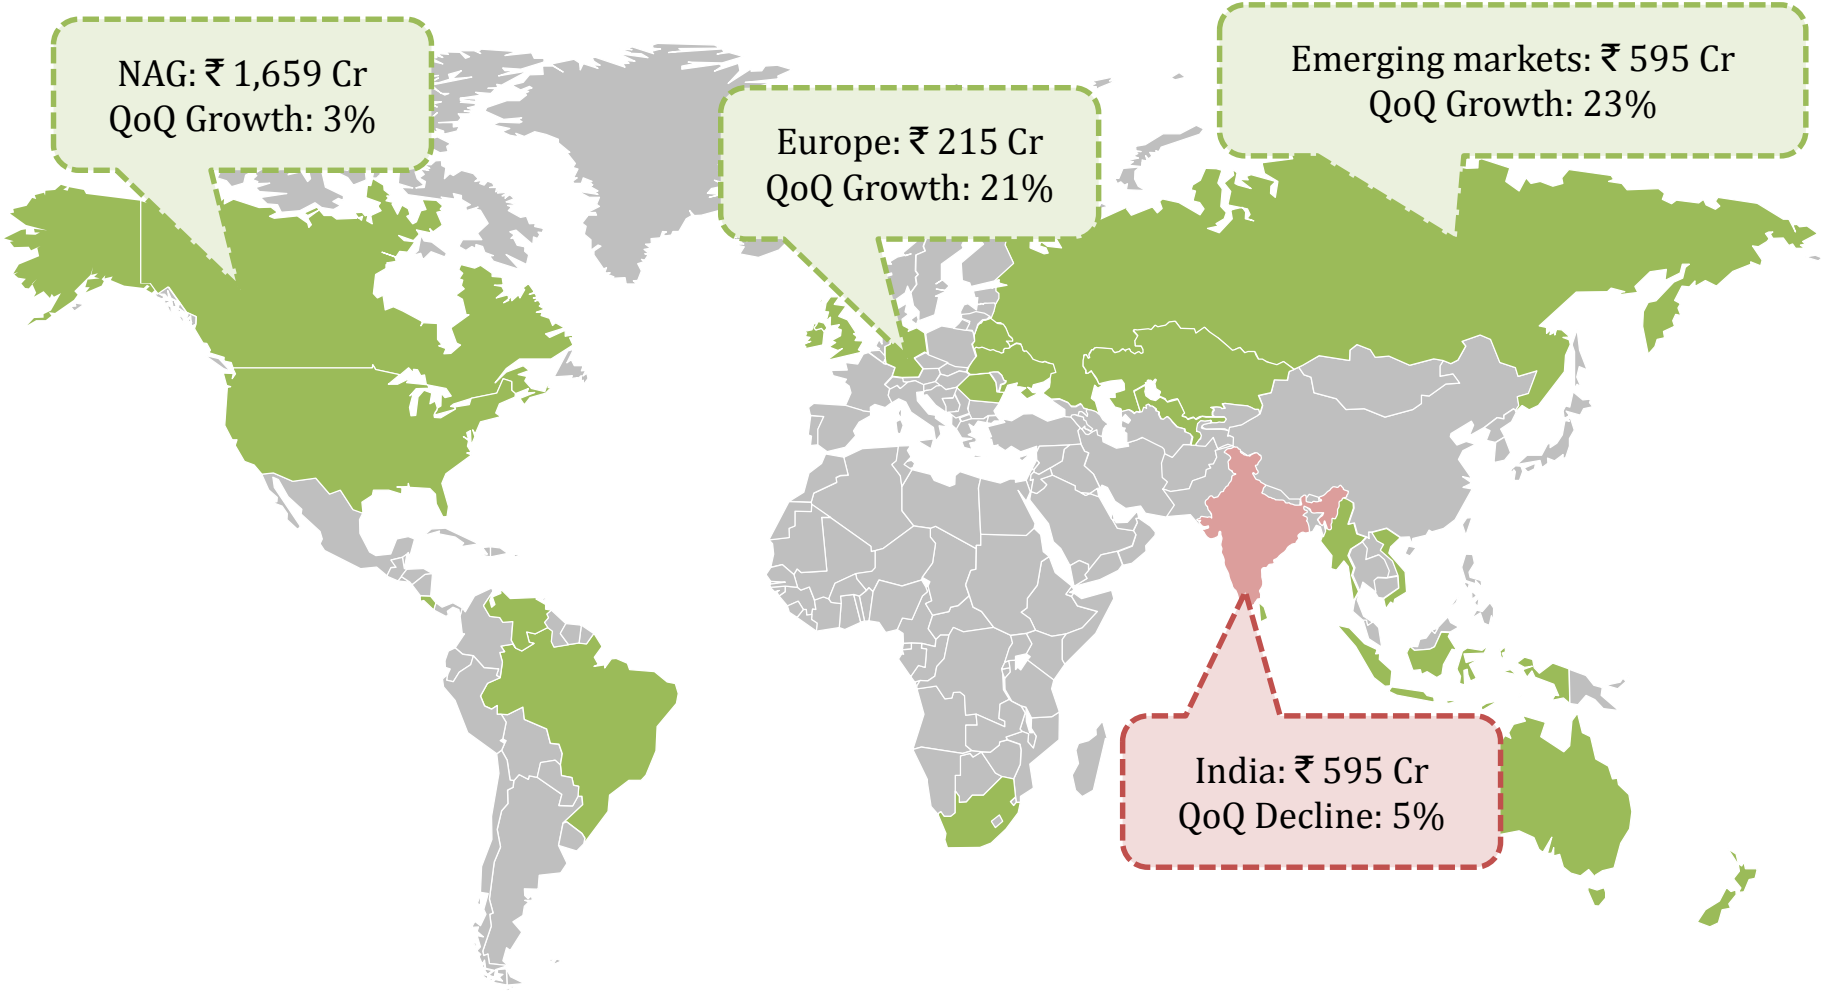 NAG: ₹ 1,659 Cr
QoQ Growth: 3%
Europe: ₹ 215 Cr
QoQ Growth: 21%
Emerging markets: ₹ 595 Cr
QoQ Growth: 23%
India: ₹ 595 Cr
QoQ Decline: 5%